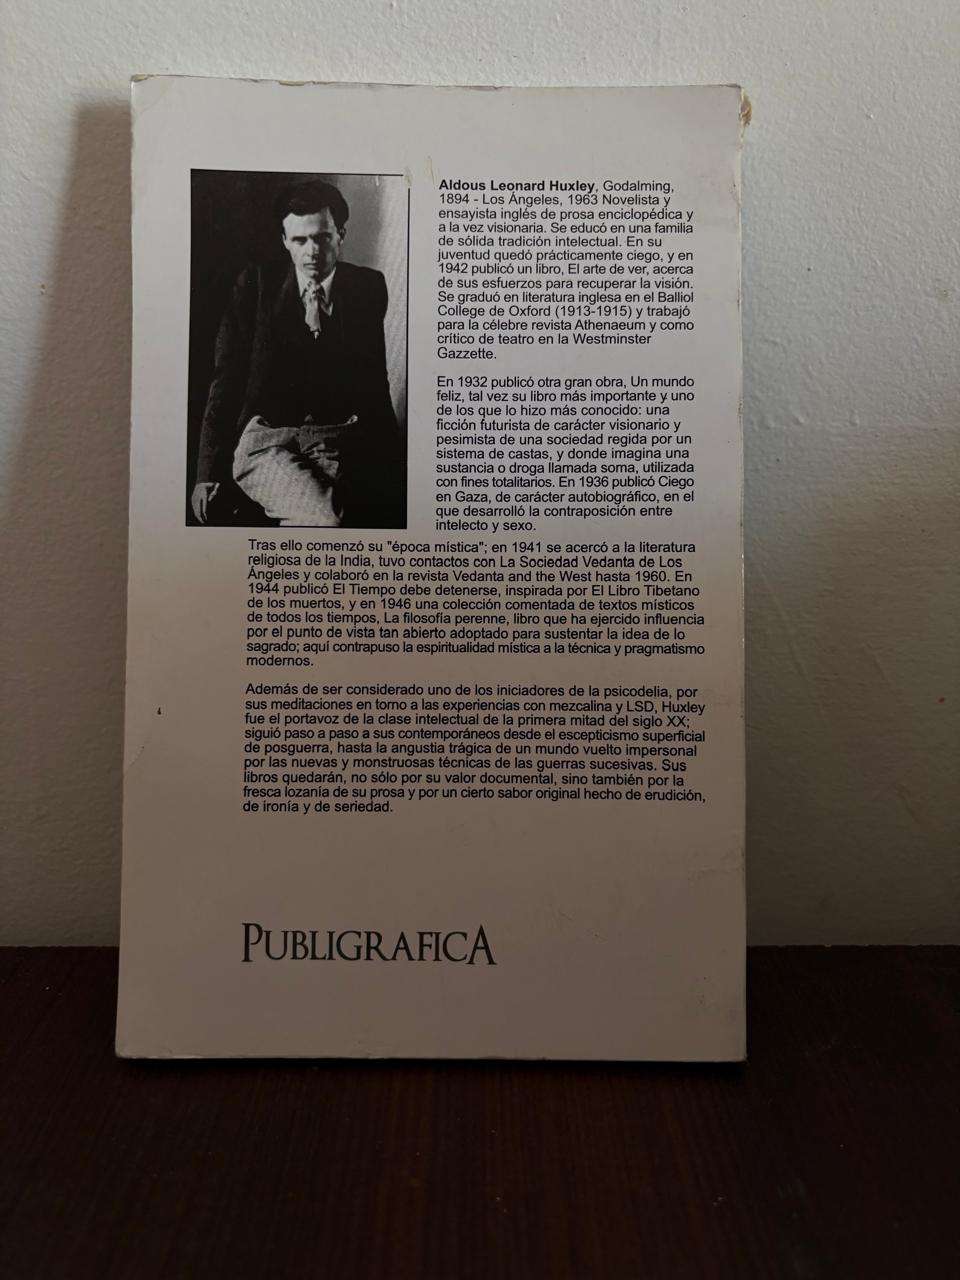 Aldous Leonard Huxley, Godalming,
1894 - Los Ángeles, 1963 Novelista y
ensayista inglés de prosa enciclopédica y
a la vez visionaria. Se educó en una familia
de sólida tradición intelectual. En su
juventud quedó prácticamente ciego, y en
1942 publicó un libro, El arte de ver, acerca
de sus esfuerzos para recuperar la visión.
Se graduó en literatura inglesa en el Balliol
College de Oxford (1913-1915) y trabajó
para la célebre revista Athenaeum y como
crítico de teatro en la Westminster
Gazzette.
En 1932 publicó otra gran obra, Un mundo
feliz, tal vez su libro más importante y uno
de los que lo hizo más conocido: una
ficción futurista de carácter visionario y
pesimista de una sociedad regida por un
sistema de castas, y donde imagina una
sustancia o droga llamada soma, utilizada
con fines totalitarios. En 1936 publicó Ciego
en Gaza, de carácter autobiográfico, en el
que desarrolló la contraposición entre
intelecto y sexo.
Tras ello comenzó su "época mística"; en 1941 se acercó a la literatura
religiosa de la India, tuvo contactos con La Sociedad Vedanta de Los
Ángeles y colaboró en la revista Vedanta and the West hasta 1960. En
1944 publicó El Tiempo debe detenerse, inspirada por El Libro Tibetano
de los muertos, y en 1946 una colección comentada de textos místicos
de todos los tiempos, La filosofía perenne, libro que ha ejercido influencia
por el punto de vista tan abierto adoptado para sustentar la idea de lo
sagrado; aquí contrapuso la espiritualidad mística a la técnica y pragmatismo
modernos.
Además de ser considerado uno de los iniciadores de la psicodelia, por
sus meditaciones en torno a las experiencias con mezcalina y LSD, Huxley
fue el portavoz de la clase intelectual de la primera mitad del siglo XX;
siguió paso a paso a sus contemporáneos desde el escepticismo superficial
de posguerra, hasta la angustia trágica de un mundo vuelto impersonal
por las nuevas y monstruosas técnicas de las guerras sucesivas. Sus
libros quedarán, no sólo por su valor documental, sino también por la
fresca lozanía de su prosa y por un cierto sabor original hecho de erudición,
de ironía y de seriedad.
PUBLIGRAFICA